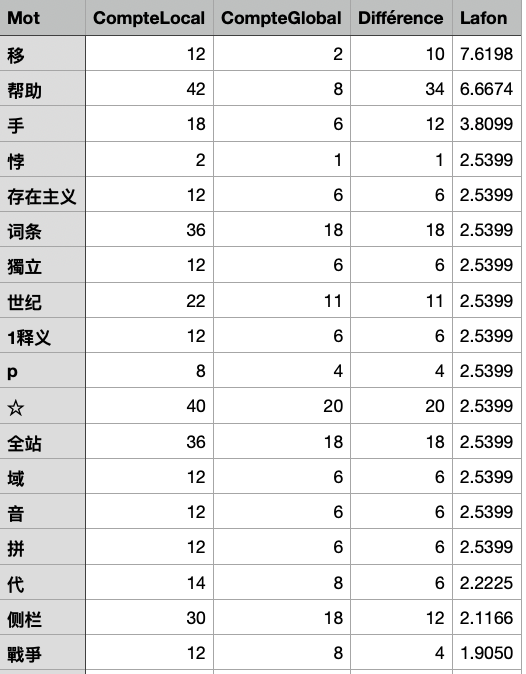 Mot CompteLocal CompteGlobal Différence Lafon
移 12 2 10 7.6198
帮助 42 8 34 6.6674
手 18 6 12 3.8099
悖 2 1 1 2.5399
存在主义 12 6 6 2.5399
词条 36 18 18 2.5399
獨立 12 6 6 2.5399
世纪 22 11 11 2.5399
1释义 12 6 6 2.5399
p 8 4 4 2.5399
☆ 40 20 20 2.5399
全站 36 18 18 2.5399
域 12 6 6 2.5399
音 12 6 6 2.5399
拼 12 6 6 2.5399
代 14 8 6 2.2225
侧栏 30 18 12 2.1166
戰爭 12 8 4 1.9050